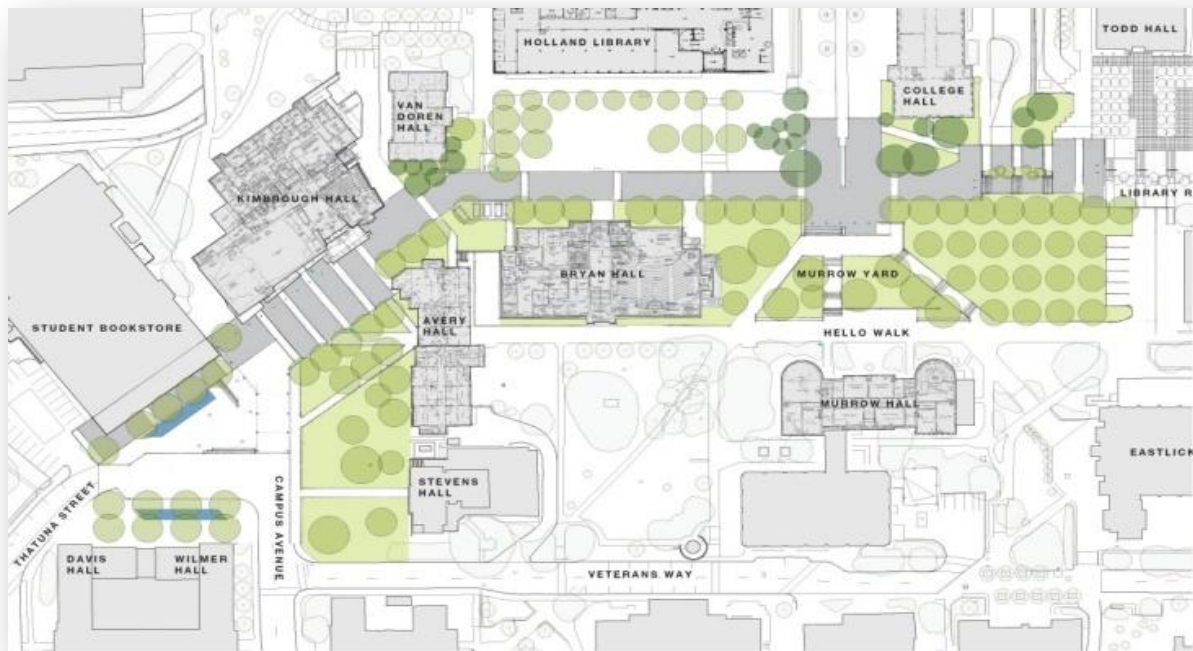 HOLLAND LIBRARY
TODD HALL
VAN
DOREN
HALL
COLLEGE
HALL
KIMBROUGH HALL
LIBRARY R
BRYAN HALL
MURROW YARD
STUDENT BOOKSTORE
AVERY
HALL
HELLO WALK
MURROW HALL
EASTLICK
STEVENS
HALL
THATUNA STREET
CAMPUS AVENUE
DAVIS
HALL
WILMER
HALL
VETERANS WAY